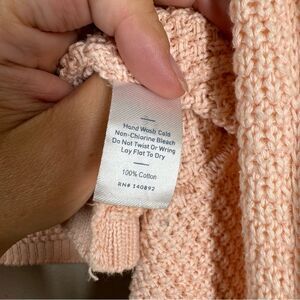 Hand Wash Cold
Non-Chlorine Bleach
Do Not Twist Or Wring
Lay Flat To Dry
100% Cotton
RN# 140892